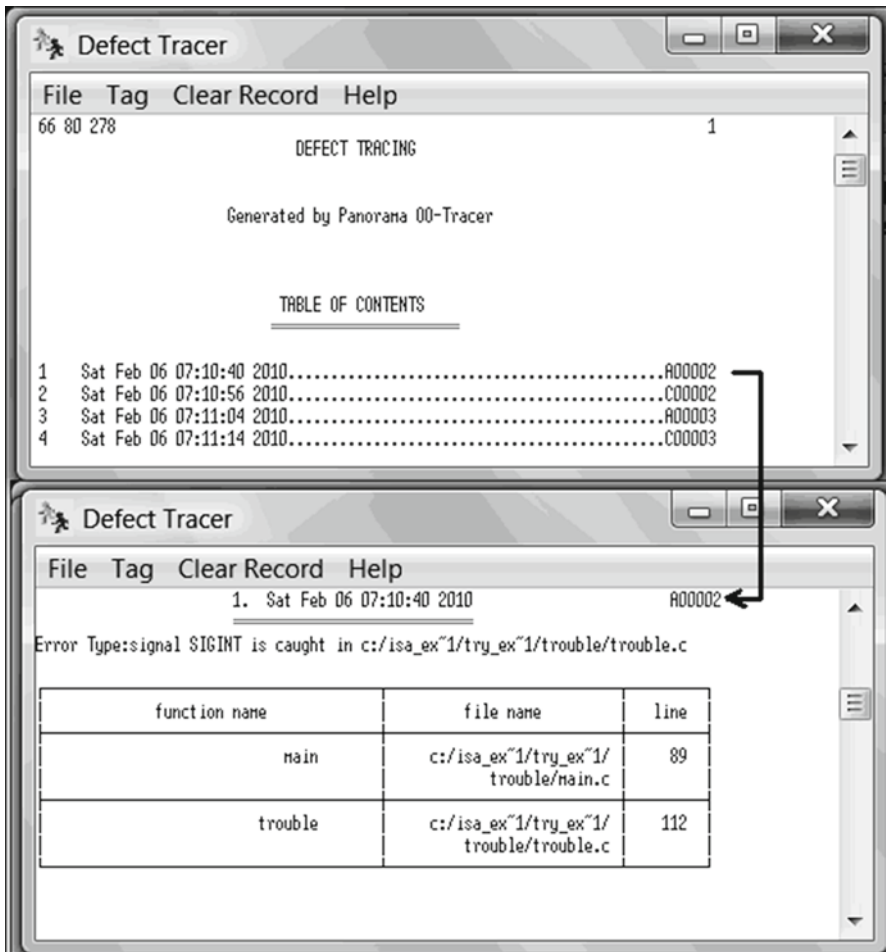 Defect Tracer
File Tag Clear Record Help
66 80 278 1
DEFECT TRACING
Generated by Panorama OO-Tracer
TABLE OF CONTENTS
1 Sat Feb 06 07:10:40 2010..........................................A00002
2 Sat Feb 06 07:10:56 2010..........................................C00002
3 Sat Feb 06 07:11:04 2010..........................................A00003
4 Sat Feb 06 07:11:14 2010..........................................C00003
Defect Tracer
File Tag Clear Record Help
1. Sat Feb 06 07:10:40 2010 A00002
Error Type:signal SIGINT is caught in c:/isa_ex~1/try_ex~1/trouble/trouble.c
function name file name line
main c:/isa_ex~1/try_ex~1/ 89
trouble/main.c
trouble c:/isa_ex~1/try_ex~1/ 112
trouble/trouble.c